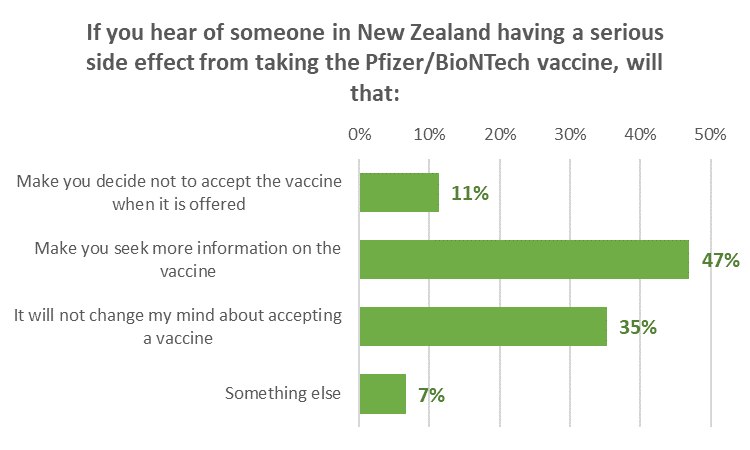 If you hear of someone in New Zealand having a serious
side effect from taking the Pfizer/BioNTech vaccine, will
that:
0% 10% 20% 30% 40% 50%
Make you decide not to accept the vaccine
when it is offered
11%
Make you seek more information on the
vaccine
47%
It will not change my mind about accepting
a vaccine
35%
Something else
7%